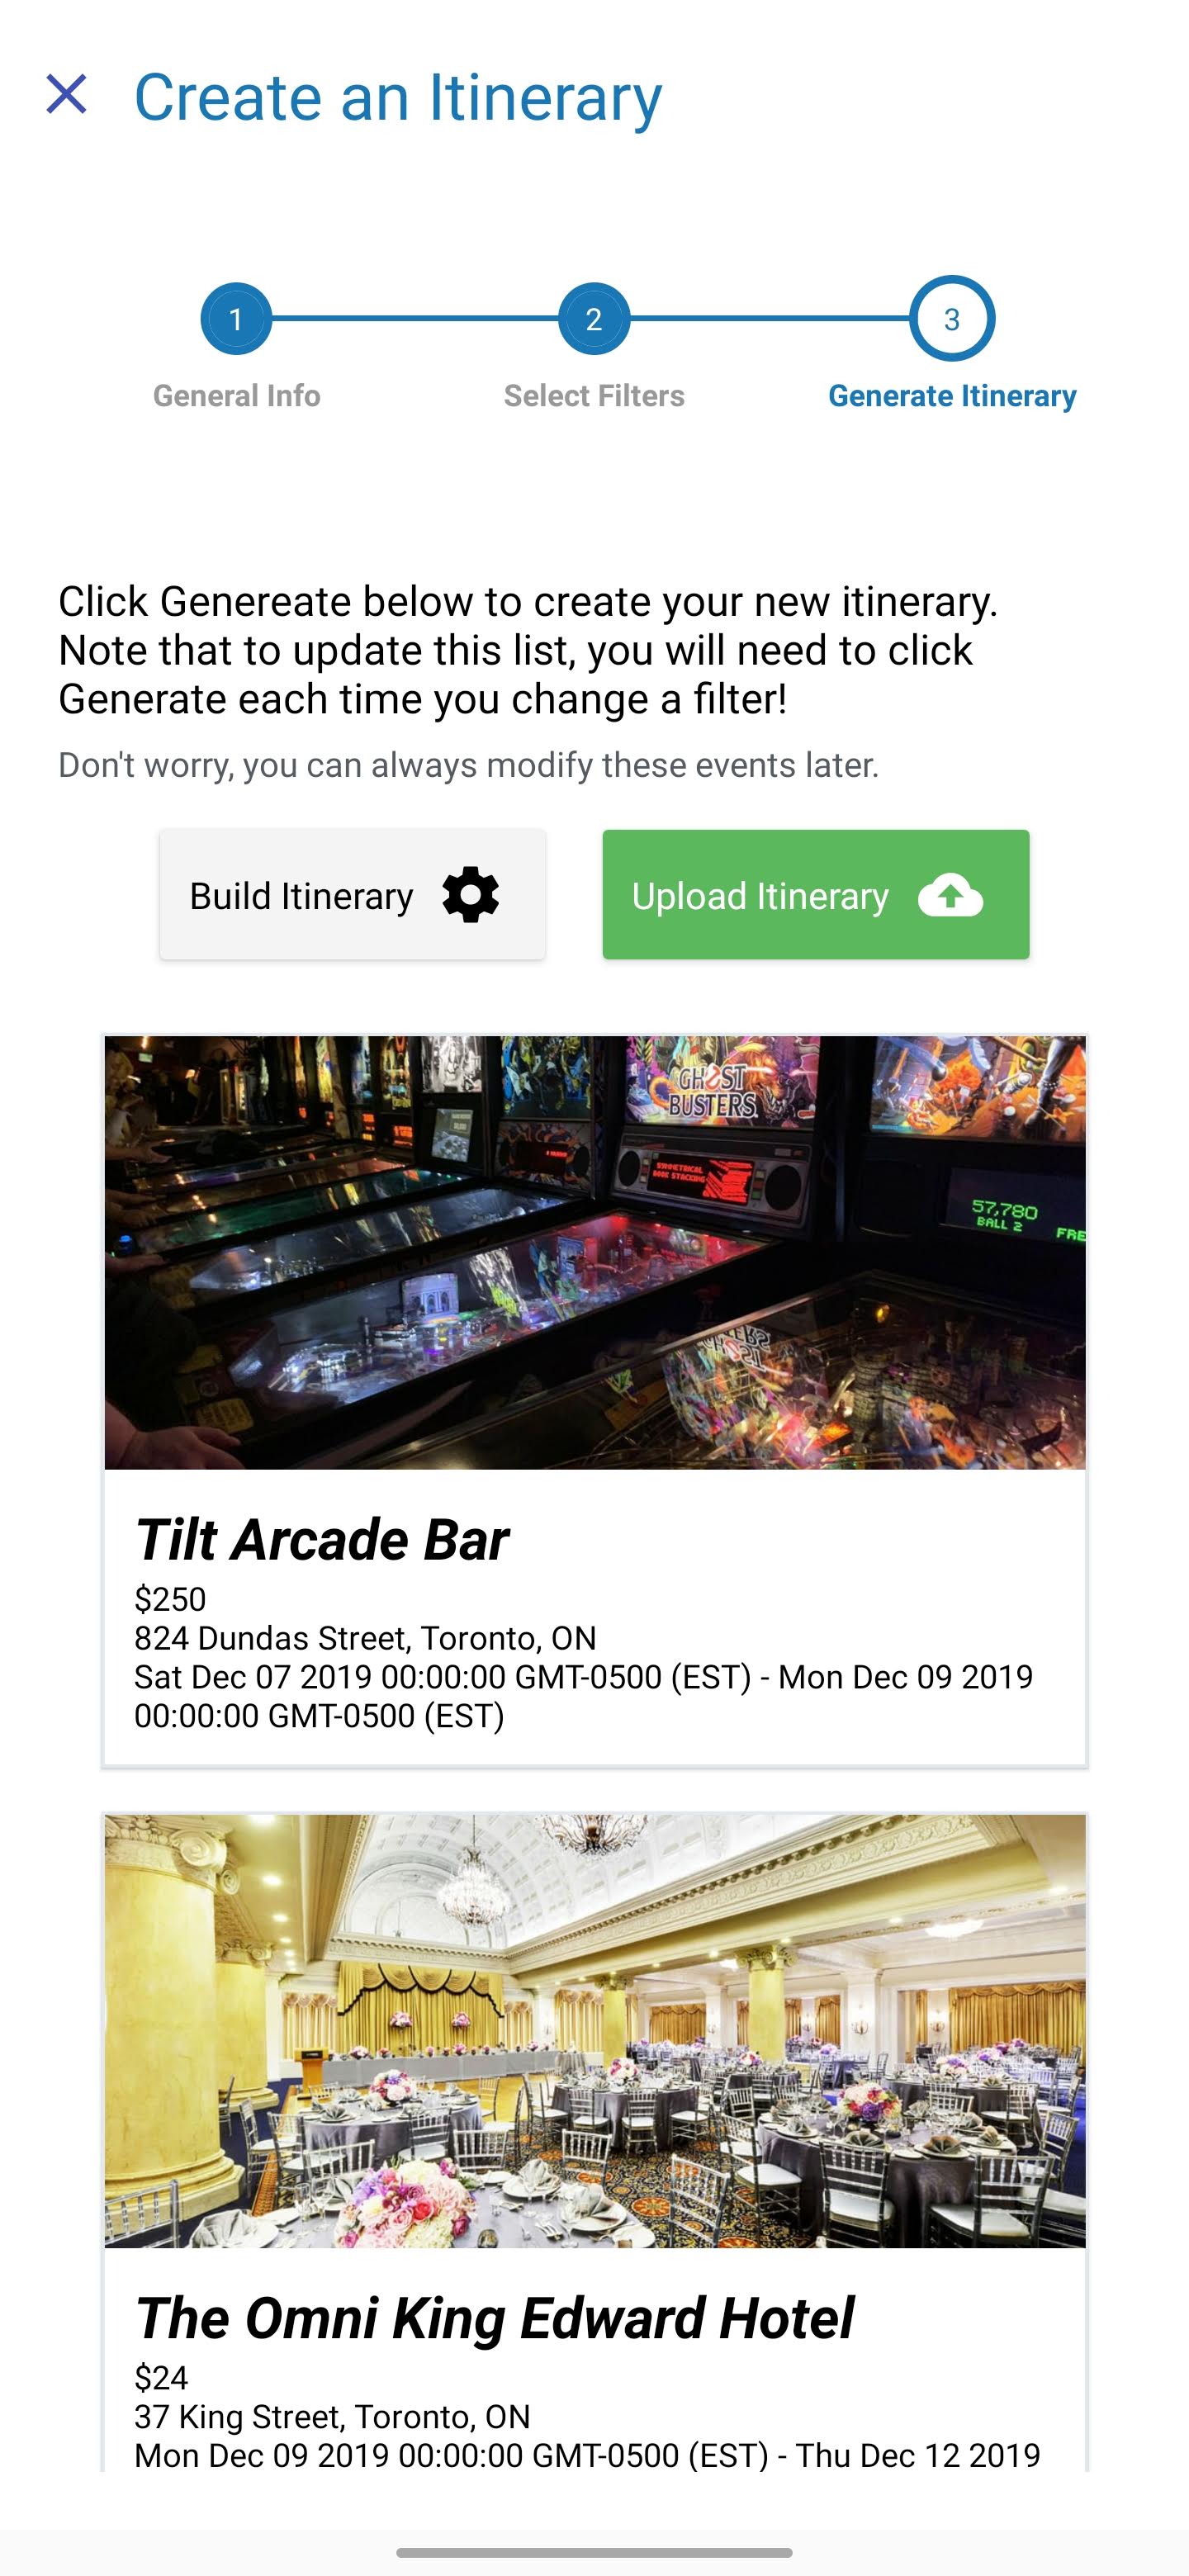 Create an Itinerary
1
2
3
General Info
Select Filters
Generate Itinerary
Click Genereate below to create your new itinerary.
Note that to update this list, you will need to click
Generate each time you change a filter!
Don't worry, you can always modify these events later.
Build Itinerary
Upload Itinerary
GHOST
BUSTERS
SYMMETRICAL
BOOK STACKING
57,780
BALL 2
FRE
Tilt Arcade Bar
$250
824 Dundas Street, Toronto, ON
Sat Dec 07 2019 00:00:00 GMT-0500 (EST) - Mon Dec 09 2019
00:00:00 GMT-0500 (EST)
The Omni King Edward Hotel
$24
37 King Street, Toronto, ON
Mon Dec 09 2019 00:00:00 GMT-0500 (EST) - Thu Dec 12 2019